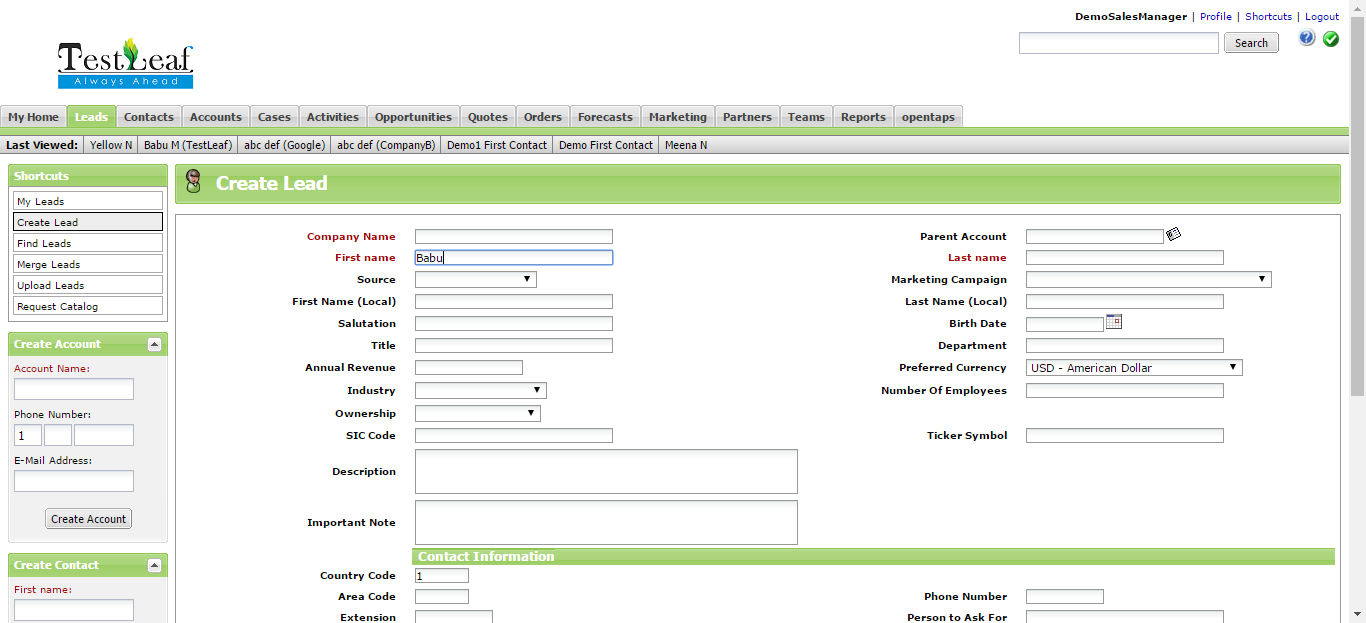 DemoSalesManager | Profile | Shortcuts | Logout
Search
TestLeaf
Always Ahead
My Home Leads Contacts Accounts Cases Activities Opportunities Quotes Orders Forecasts Marketing Partners Teams Reports opentaps
Last Viewed: Yellow N Babu M (TestLeaf) abc def (Google) abc def (CompanyB) Demo1 First Contact Demo First Contact Meena N
Shortcuts
My Leads
Create Lead
Find Leads
Merge Leads
Upload Leads
Request Catalog
Create Account
Account Name:
Phone Number:
1
E-Mail Address:
Create Account
Create Contact
First name:
Create Lead
Company Name Parent Account
First name Babu Last name
Source Marketing Campaign
First Name (Local) Last Name (Local)
Salutation Birth Date
Title Department
Annual Revenue Preferred Currency USD - American Dollar
Industry Number Of Employees
Ownership
SIC Code Ticker Symbol
Description
Important Note
Contact Information
Country Code 1
Area Code Phone Number
Extension Person to Ask For